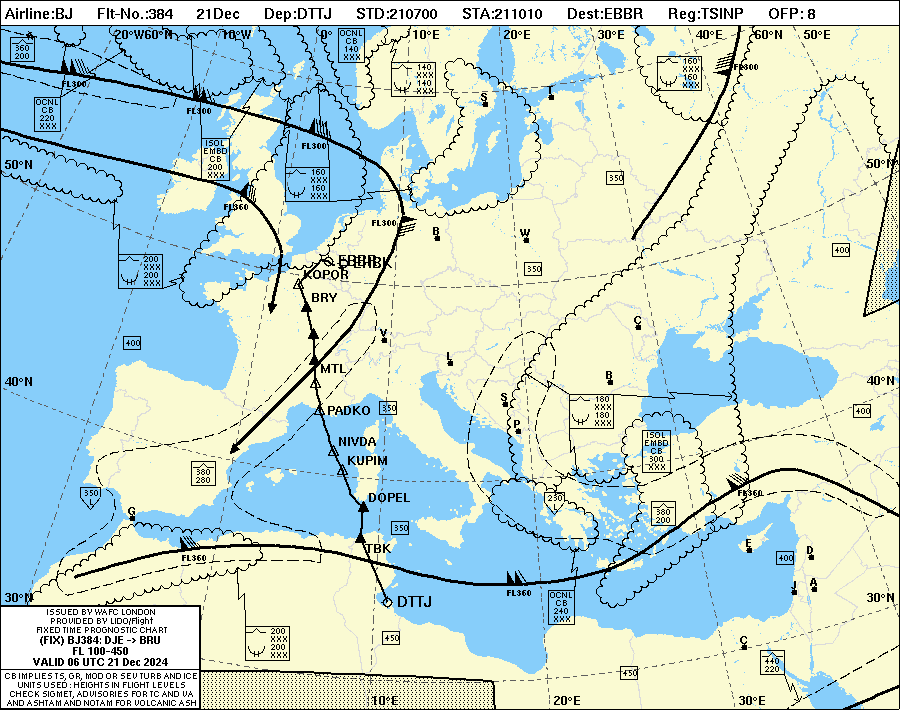 Airline:BJ Flt-No.:384 21Dec Dep:DTTJ STD:210700 STA:211010 Dest:EBBR Reg:TSINP OFP: 8
20°W60°N 10°W 0° 10°E 20°E 30°E 40°E 60°N 50°E
360
200
OCNL
CB
140
XXX
140
XXX
140
XXX
160
XXX
160
XXX
FL300
FL300
FL300
OCNL
CB
220
XXX
S
T
FL300
ISOL
EMBD
CB
200
XXX
50°N
50°N
160
XXX
160
XXX
350
FL360
FL300
B
W
400
200
XXX
200
XXX
EBBR
EHBK
KOPOR
350
BRY
C
400
V
L
MTL
40°N
40°N
B
S
350
PADKO
180
XXX
180
XXX
400
P
NIVDA
ISOL
EMBD
CB
300
XXX
KUPIM
380
280
350
L
DOPEL
230
L
FL360
G
380
200
350
TBK
E
D
FL360
400
FL360
A
J
30°N
DTTJ
OCNL
CB
240
XXX
30°N
200
XXX
200
XXX
450
C
440
220
450
10°E 20°E 30°E
ISSUED BY WAFC LONDON
PROVIDED BY LIDO/Flight
FIXED TIME PROGNOSTIC CHART
(FIX) BJ384: DJE -> BRU
FL 100-450
VALID 06 UTC 21 Dec 2024
CB IMPLIES TS, GR, MOD OR SEV TURB AND ICE
UNITS USED: HEIGHTS IN FLIGHT LEVELS
CHECK SIGMET, ADVISORIES FOR TC AND VA
AND ASHTAM AND NOTAM FOR VOLCANIC ASH